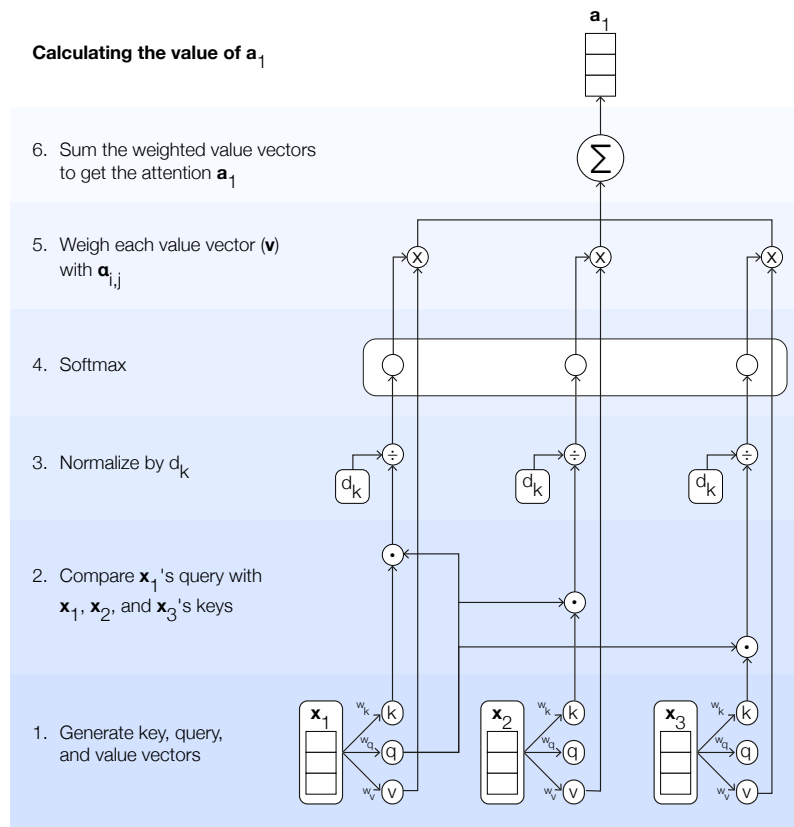 a1
Calculating the value of a1
6. Sum the weighted value vectors
to get the attention a1
Σ
5. Weigh each value vector (v)
with αi,j
x x x
4. Softmax
3. Normalize by dk
÷ ÷ ÷
dk dk dk
2. Compare x1's query with
x1, x2, and x3's keys
1. Generate key, query,
and value vectors
x1 wk k
wq q
wv v
x2 wk k
wq q
wv v
x3 wk k
wq q
wv v